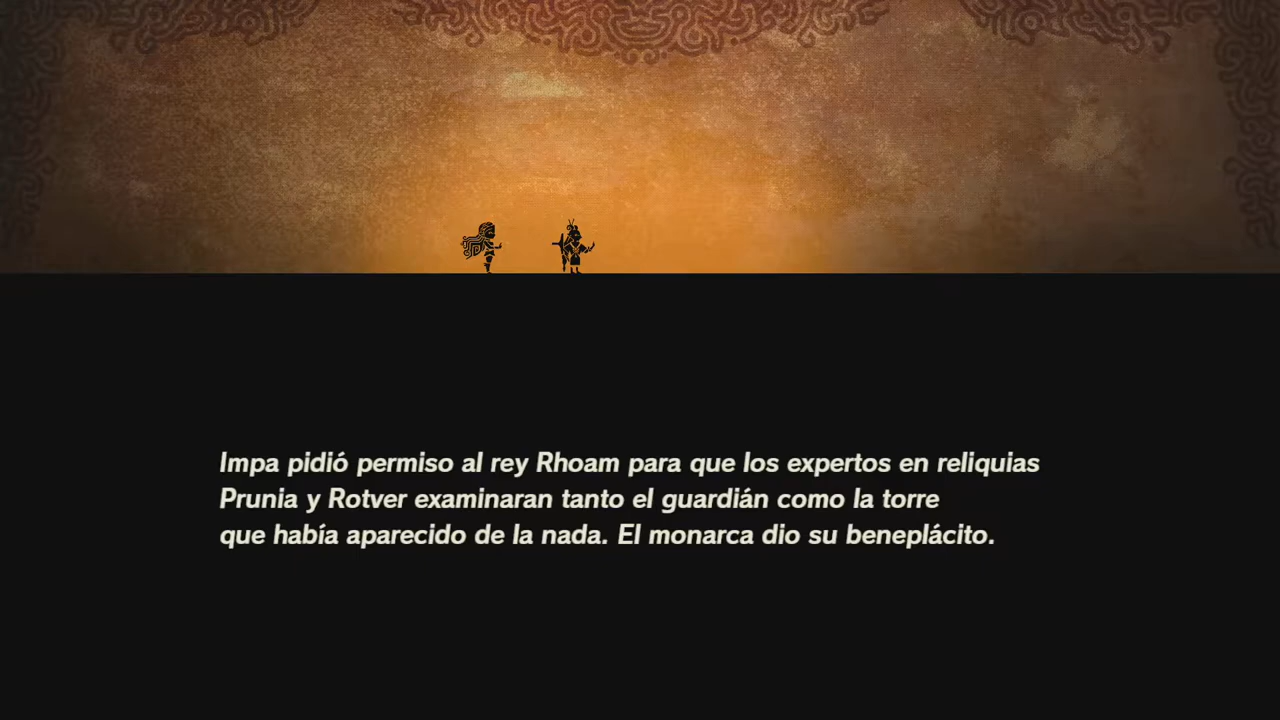 Impa pidió permiso al rey Rhoam para que los expertos en reliquias
Prunia y Rotver examinaran tanto el guardián como la torre
que había aparecido de la nada. El monarca dio su beneplácito.